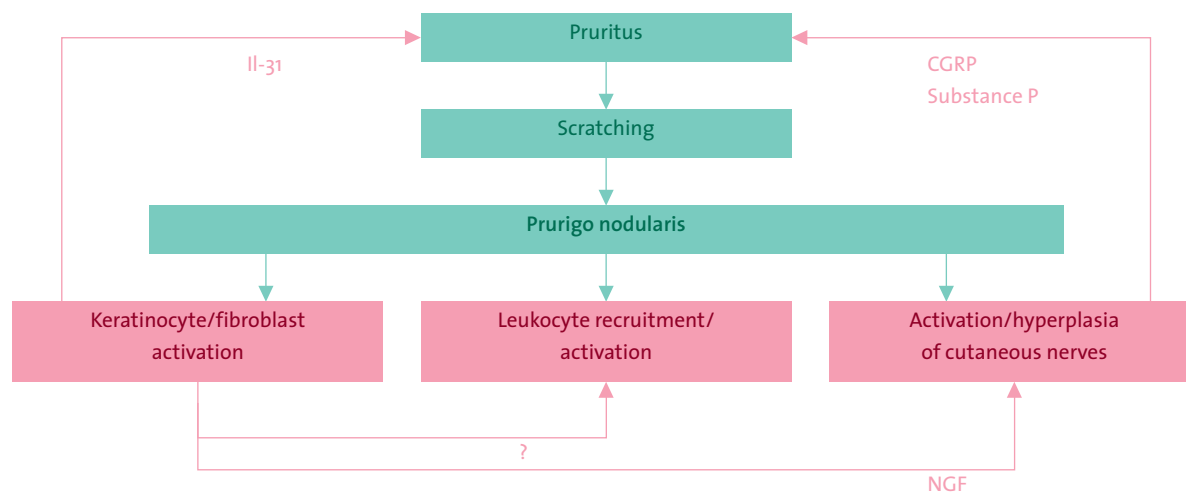 Pruritus
Il-31
CGRP
Substance P
Scratching
Prurigo nodularis
Keratinocyte/fibroblast
activation
Leukocyte recruitment/
activation
Activation/hyperplasia
of cutaneous nerves
?
NGF